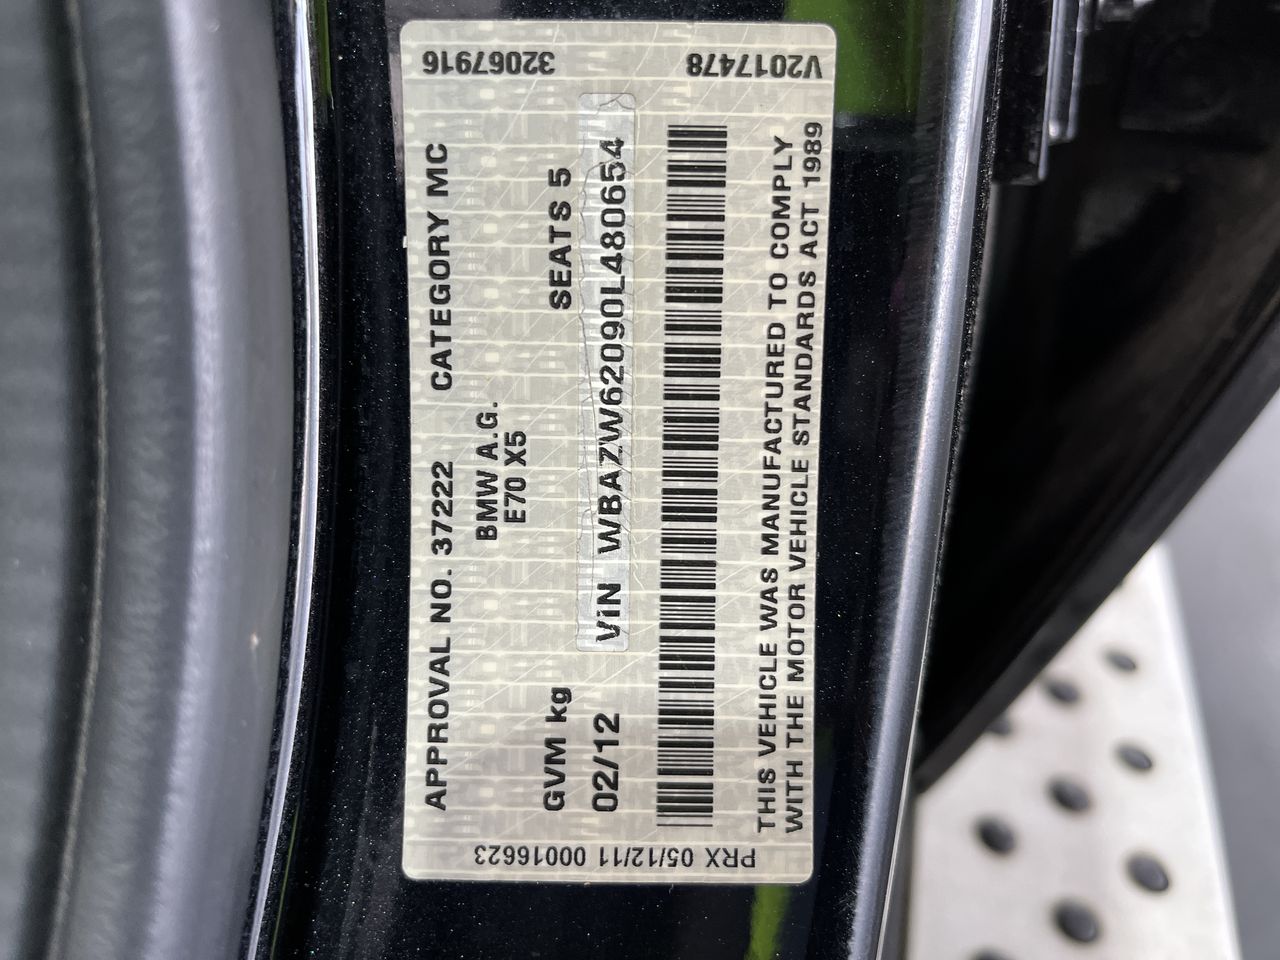 APPROVAL NO. 37222 CATEGORY MC
BMW A.G.
E70 X5
GVM kg SEATS 5
02/12 ViN WBAZW6209OL480654
THIS VEHICLE WAS MANUFACTURED TO COMPLY
WITH THE MOTOR VEHICLE STANDARDS ACT 1989
PRX 05/12/11 00016623
V2017478 32067916